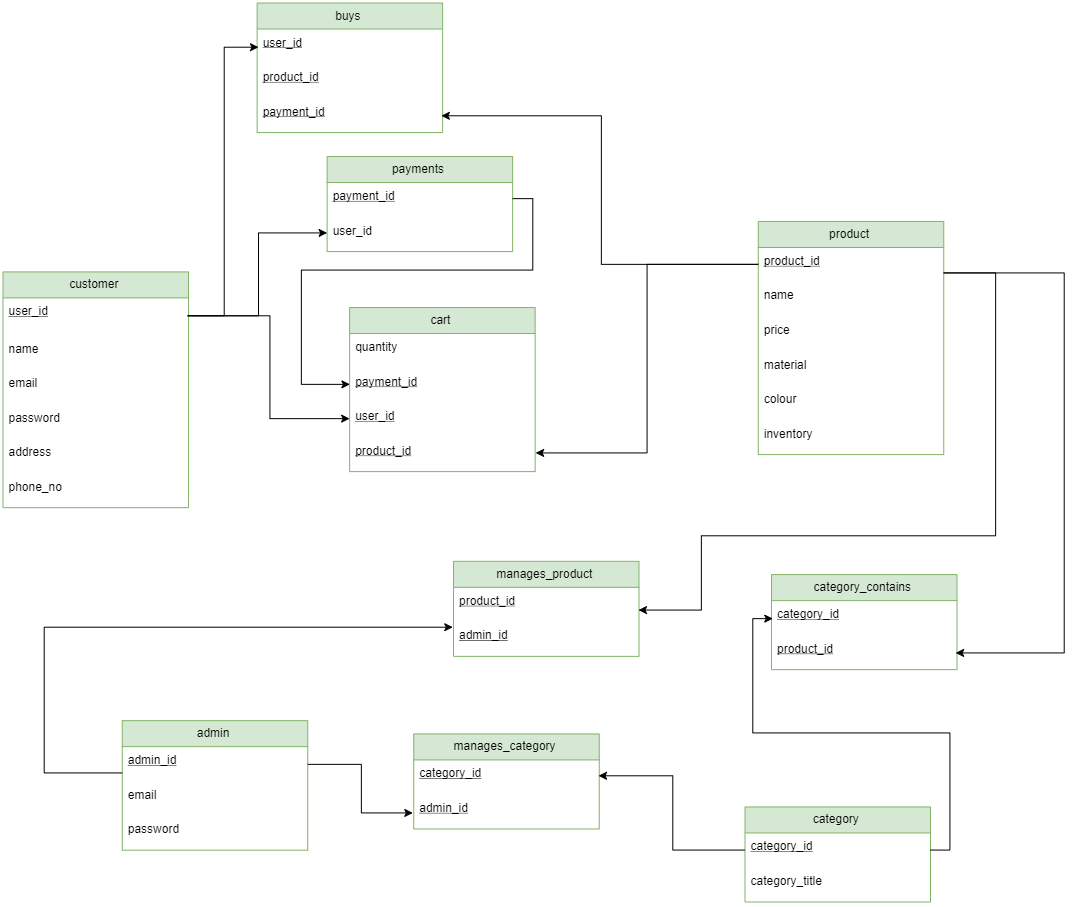 buys
user_id
product_id
payment_id
payments
payment_id
user_id
customer
user_id
name
email
password
address
phone_no
cart
quantity
payment_id
user_id
product_id
product
product_id
name
price
material
colour
inventory
manages_product
product_id
admin_id
category_contains
category_id
product_id
admin
admin_id
email
password
manages_category
category_id
admin_id
category
category_id
category_title